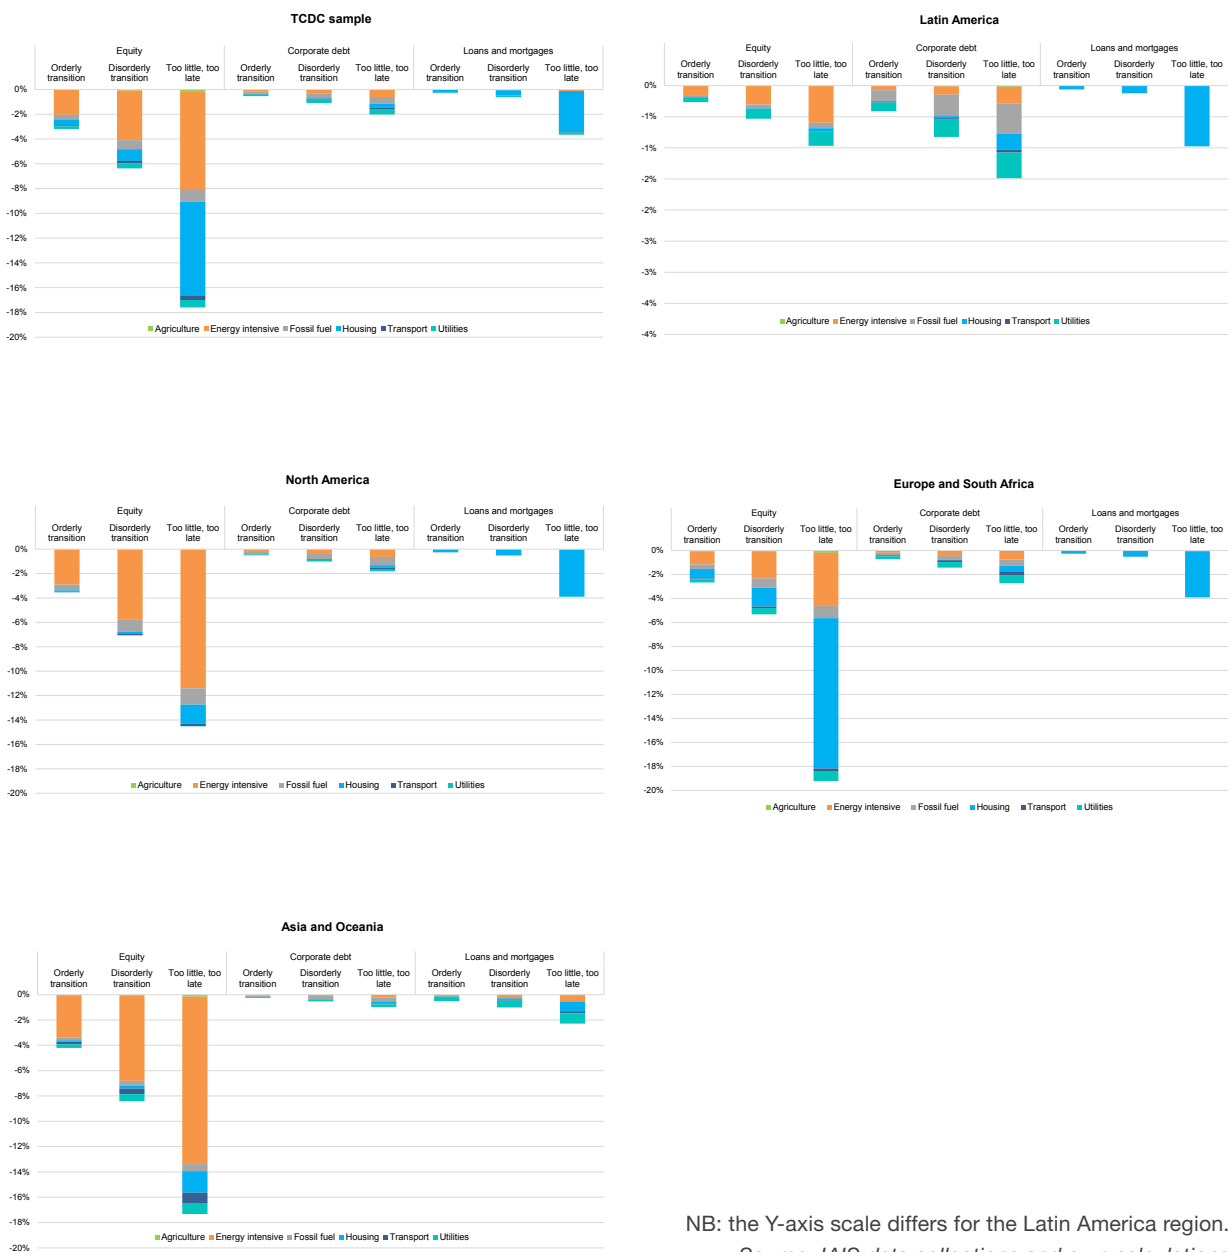 TCDC sample
Equity Corporate debt Loans and mortgages
Orderly transition Disorderly transition Too little, too late Orderly transition Disorderly transition Too little, too late Orderly transition Disorderly transition Too little, too late
0%
-2%
-4%
-6%
-8%
-10%
-12%
-14%
-16%
-18%
-20%
Agriculture Energy intensive Fossil fuel Housing Transport Utilities
Latin America
Equity Corporate debt Loans and mortgages
Orderly transition Disorderly transition Too little, too late Orderly transition Disorderly transition Too little, too late Orderly transition Disorderly transition Too little, too late
0%
-1%
-1%
-2%
-2%
-3%
-3%
-4%
-4%
Agriculture Energy intensive Fossil fuel Housing Transport Utilities
North America
Equity Corporate debt Loans and mortgages
Orderly transition Disorderly transition Too little, too late Orderly transition Disorderly transition Too little, too late Orderly transition Disorderly transition Too little, too late
0%
-2%
-4%
-6%
-8%
-10%
-12%
-14%
-16%
-18%
-20%
Agriculture Energy intensive Fossil fuel Housing Transport Utilities
Europe and South Africa
Equity Corporate debt Loans and mortgages
Orderly transition Disorderly transition Too little, too late Orderly transition Disorderly transition Too little, too late Orderly transition Disorderly transition Too little, too late
0%
-2%
-4%
-6%
-8%
-10%
-12%
-14%
-16%
-18%
-20%
Agriculture Energy intensive Fossil fuel Housing Transport Utilities
Asia and Oceania
Equity Corporate debt Loans and mortgages
Orderly transition Disorderly transition Too little, too late Orderly transition Disorderly transition Too little, too late Orderly transition Disorderly transition Too little, too late
0%
-2%
-4%
-6%
-8%
-10%
-12%
-14%
-16%
-18%
-20%
Agriculture Energy intensive Fossil fuel Housing Transport Utilities
NB: the Y-axis scale differs for the Latin America region.
Source: IAIS data collections and own calculations